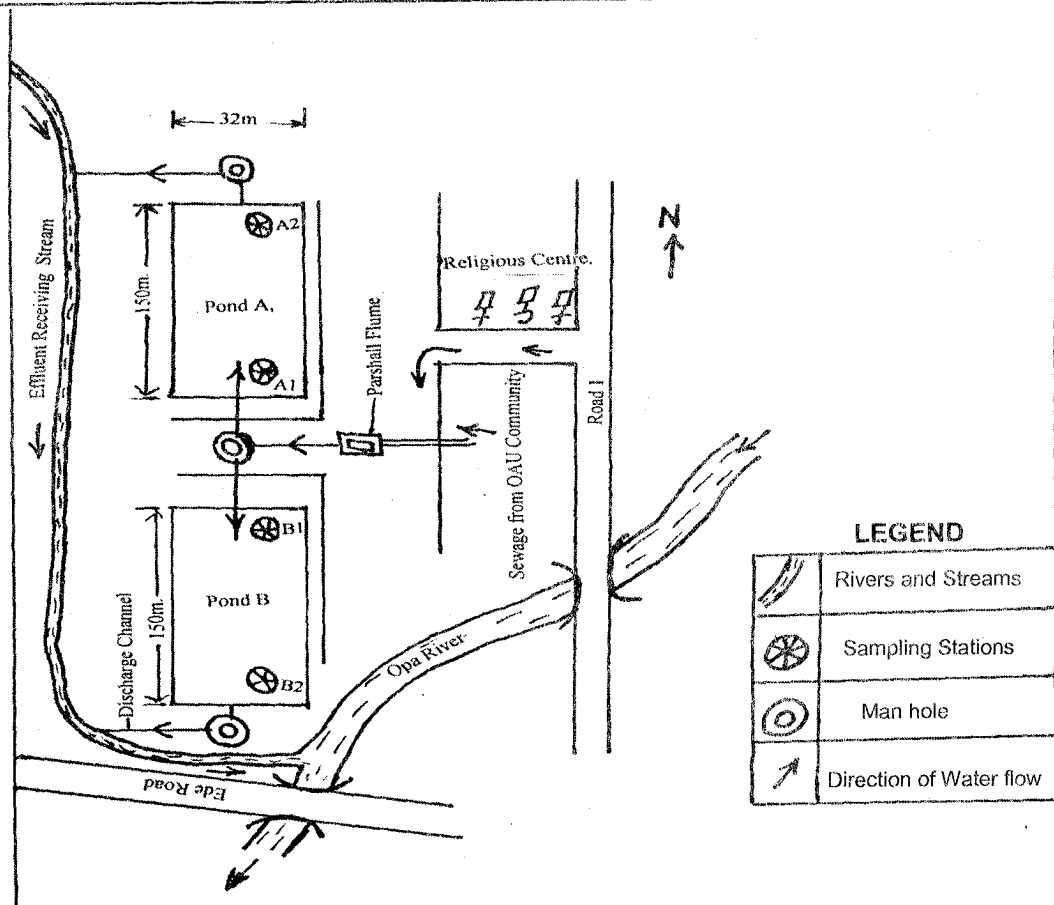 32m
N
A2
Religious Centre.
Effluent Receiving Stream
150m.
Pond A,
Parshall Flume
A1
Sewage from OAU Community
Road 1
B1
150m.
Pond B
Discharge Channel
B2
Opa River
Ede Road
LEGEND
Rivers and Streams
Sampling Stations
Man hole
Direction of Water flow